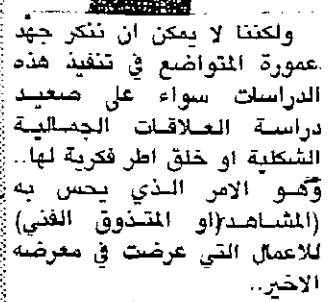 ولكننا لا يمكن ان ننكر جهد
عمورة المتواضع في تنفيذ هذه
الدراسات سواء على صعيد
دراسة العلاقات الجمالية
الشكلية او خلق اطر فكرية لها..
وهو الامر الذي يحس به
(المشاهد/او المتذوق الفني)
للاعمال التي عرضت في معرضه
الاخير..